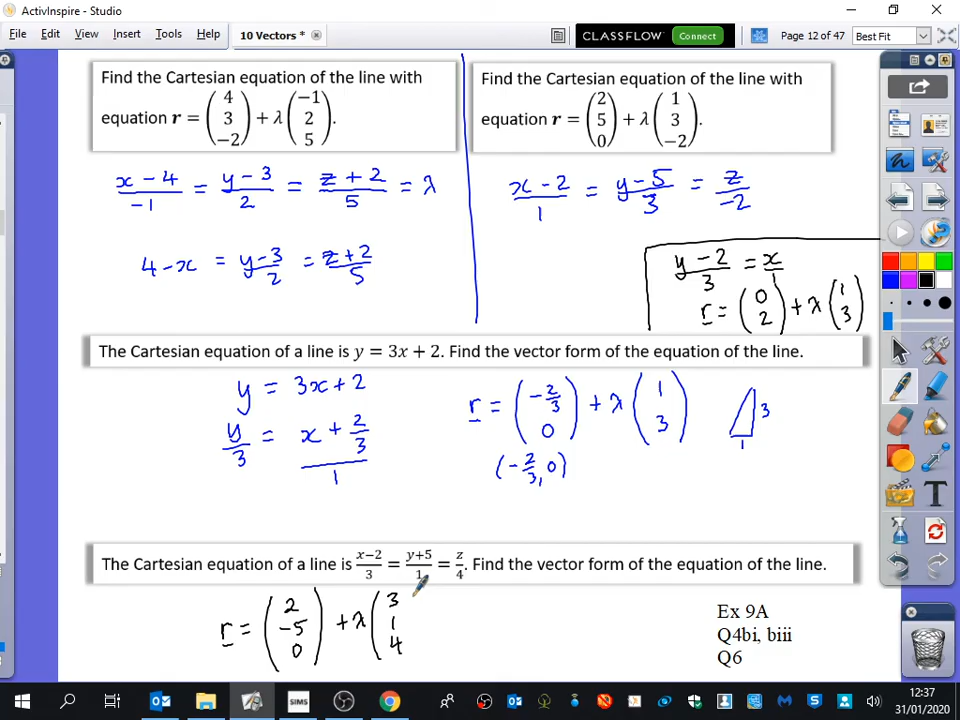 ActivInspire - Studio
File Edit View Insert Tools Help 10 Vectors * CLASSFLOW Connect Page 12 of 47 Best Fit
Find the Cartesian equation of the line with
equation r = (4 3 −2) + λ (−1 2 5).
x − 4 / −1 = y − 3 / 2 = z + 2 / 5 = λ
4 − x = y − 3 / 2 = z + 2 / 5
Find the Cartesian equation of the line with
equation r = (2 5 0) + λ (1 3 −2).
x − 2 / 1 = y − 5 / 3 = z / −2
y − 2 / 3 = x / 1
r = (0 2) + λ (1 3)
The Cartesian equation of a line is y = 3x + 2. Find the vector form of the equation of the line.
y = 3x + 2
y / 3 = x + 2/3 / 1
r = (−2/3 0) + λ (1 3)
(−2/3, 0)
3
1
The Cartesian equation of a line is x−2 / 3 = y+5 / 1 = z / 4. Find the vector form of the equation of the line.
r = (2 −5 0) + λ (3 1 4
Ex 9A
Q4bi, biii
Q6
SIMS
12:37
31/01/2020